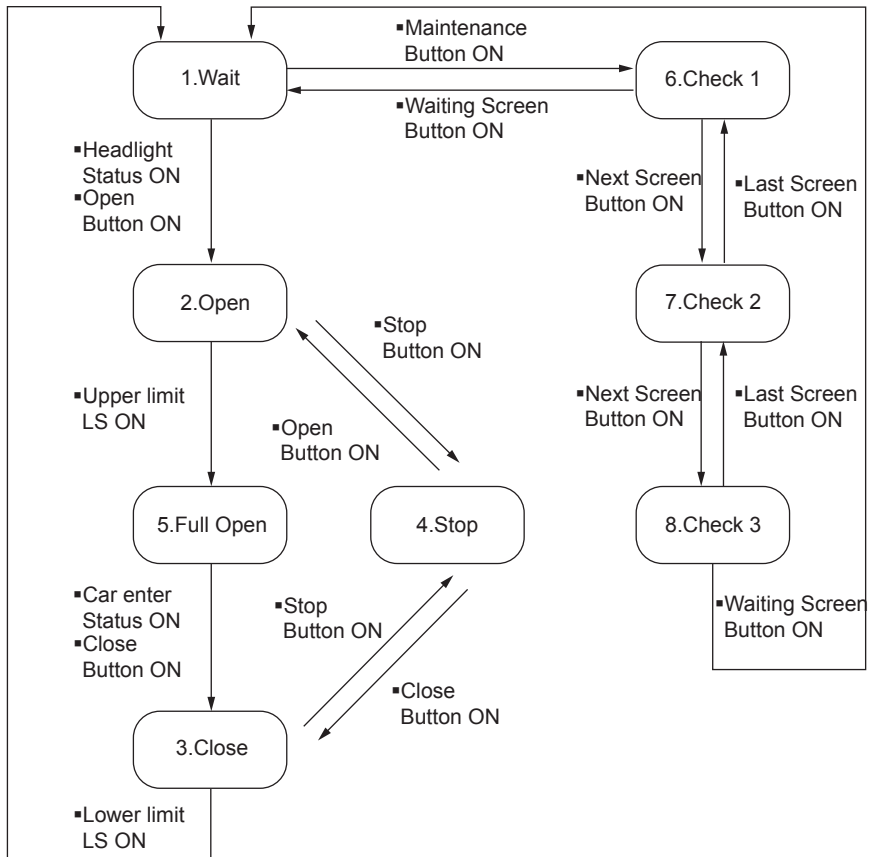 ▪Maintenance
Button ON
1.Wait
6.Check 1
▪Waiting Screen
Button ON
▪Headlight
Status ON
▪Open
Button ON
▪Next Screen
Button ON
▪Last Screen
Button ON
2.Open
7.Check 2
▪Stop
Button ON
▪Upper limit
LS ON
▪Open
Button ON
▪Next Screen
Button ON
▪Last Screen
Button ON
5.Full Open
4.Stop
8.Check 3
▪Car enter
Status ON
▪Close
Button ON
▪Stop
Button ON
▪Waiting Screen
Button ON
▪Close
Button ON
3.Close
▪Lower limit
LS ON